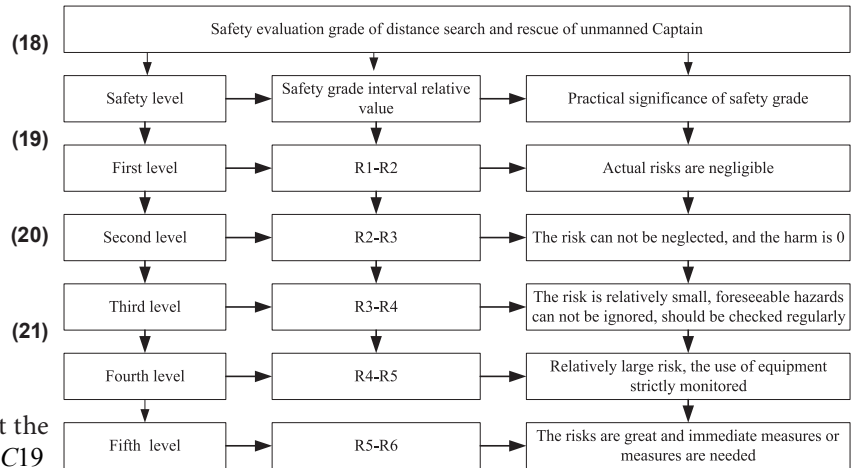 (18)
Safety evaluation grade of distance search and rescue of unmanned Captain
Safety level
Safety grade interval relative
value
Practical significance of safety grade
(19)
First level
R1-R2
Actual risks are negligible
(20)
Second level
R2-R3
The risk can not be neglected, and the harm is 0
Third level
R3-R4
The risk is relatively small, foreseeable hazards
can not be ignored, should be checked regularly
(21)
Fourth level
R4-R5
Relatively large risk, the use of equipment
strictly monitored
t the
C19
Fifth level
R5-R6
The risks are great and immediate measures or
measures are needed